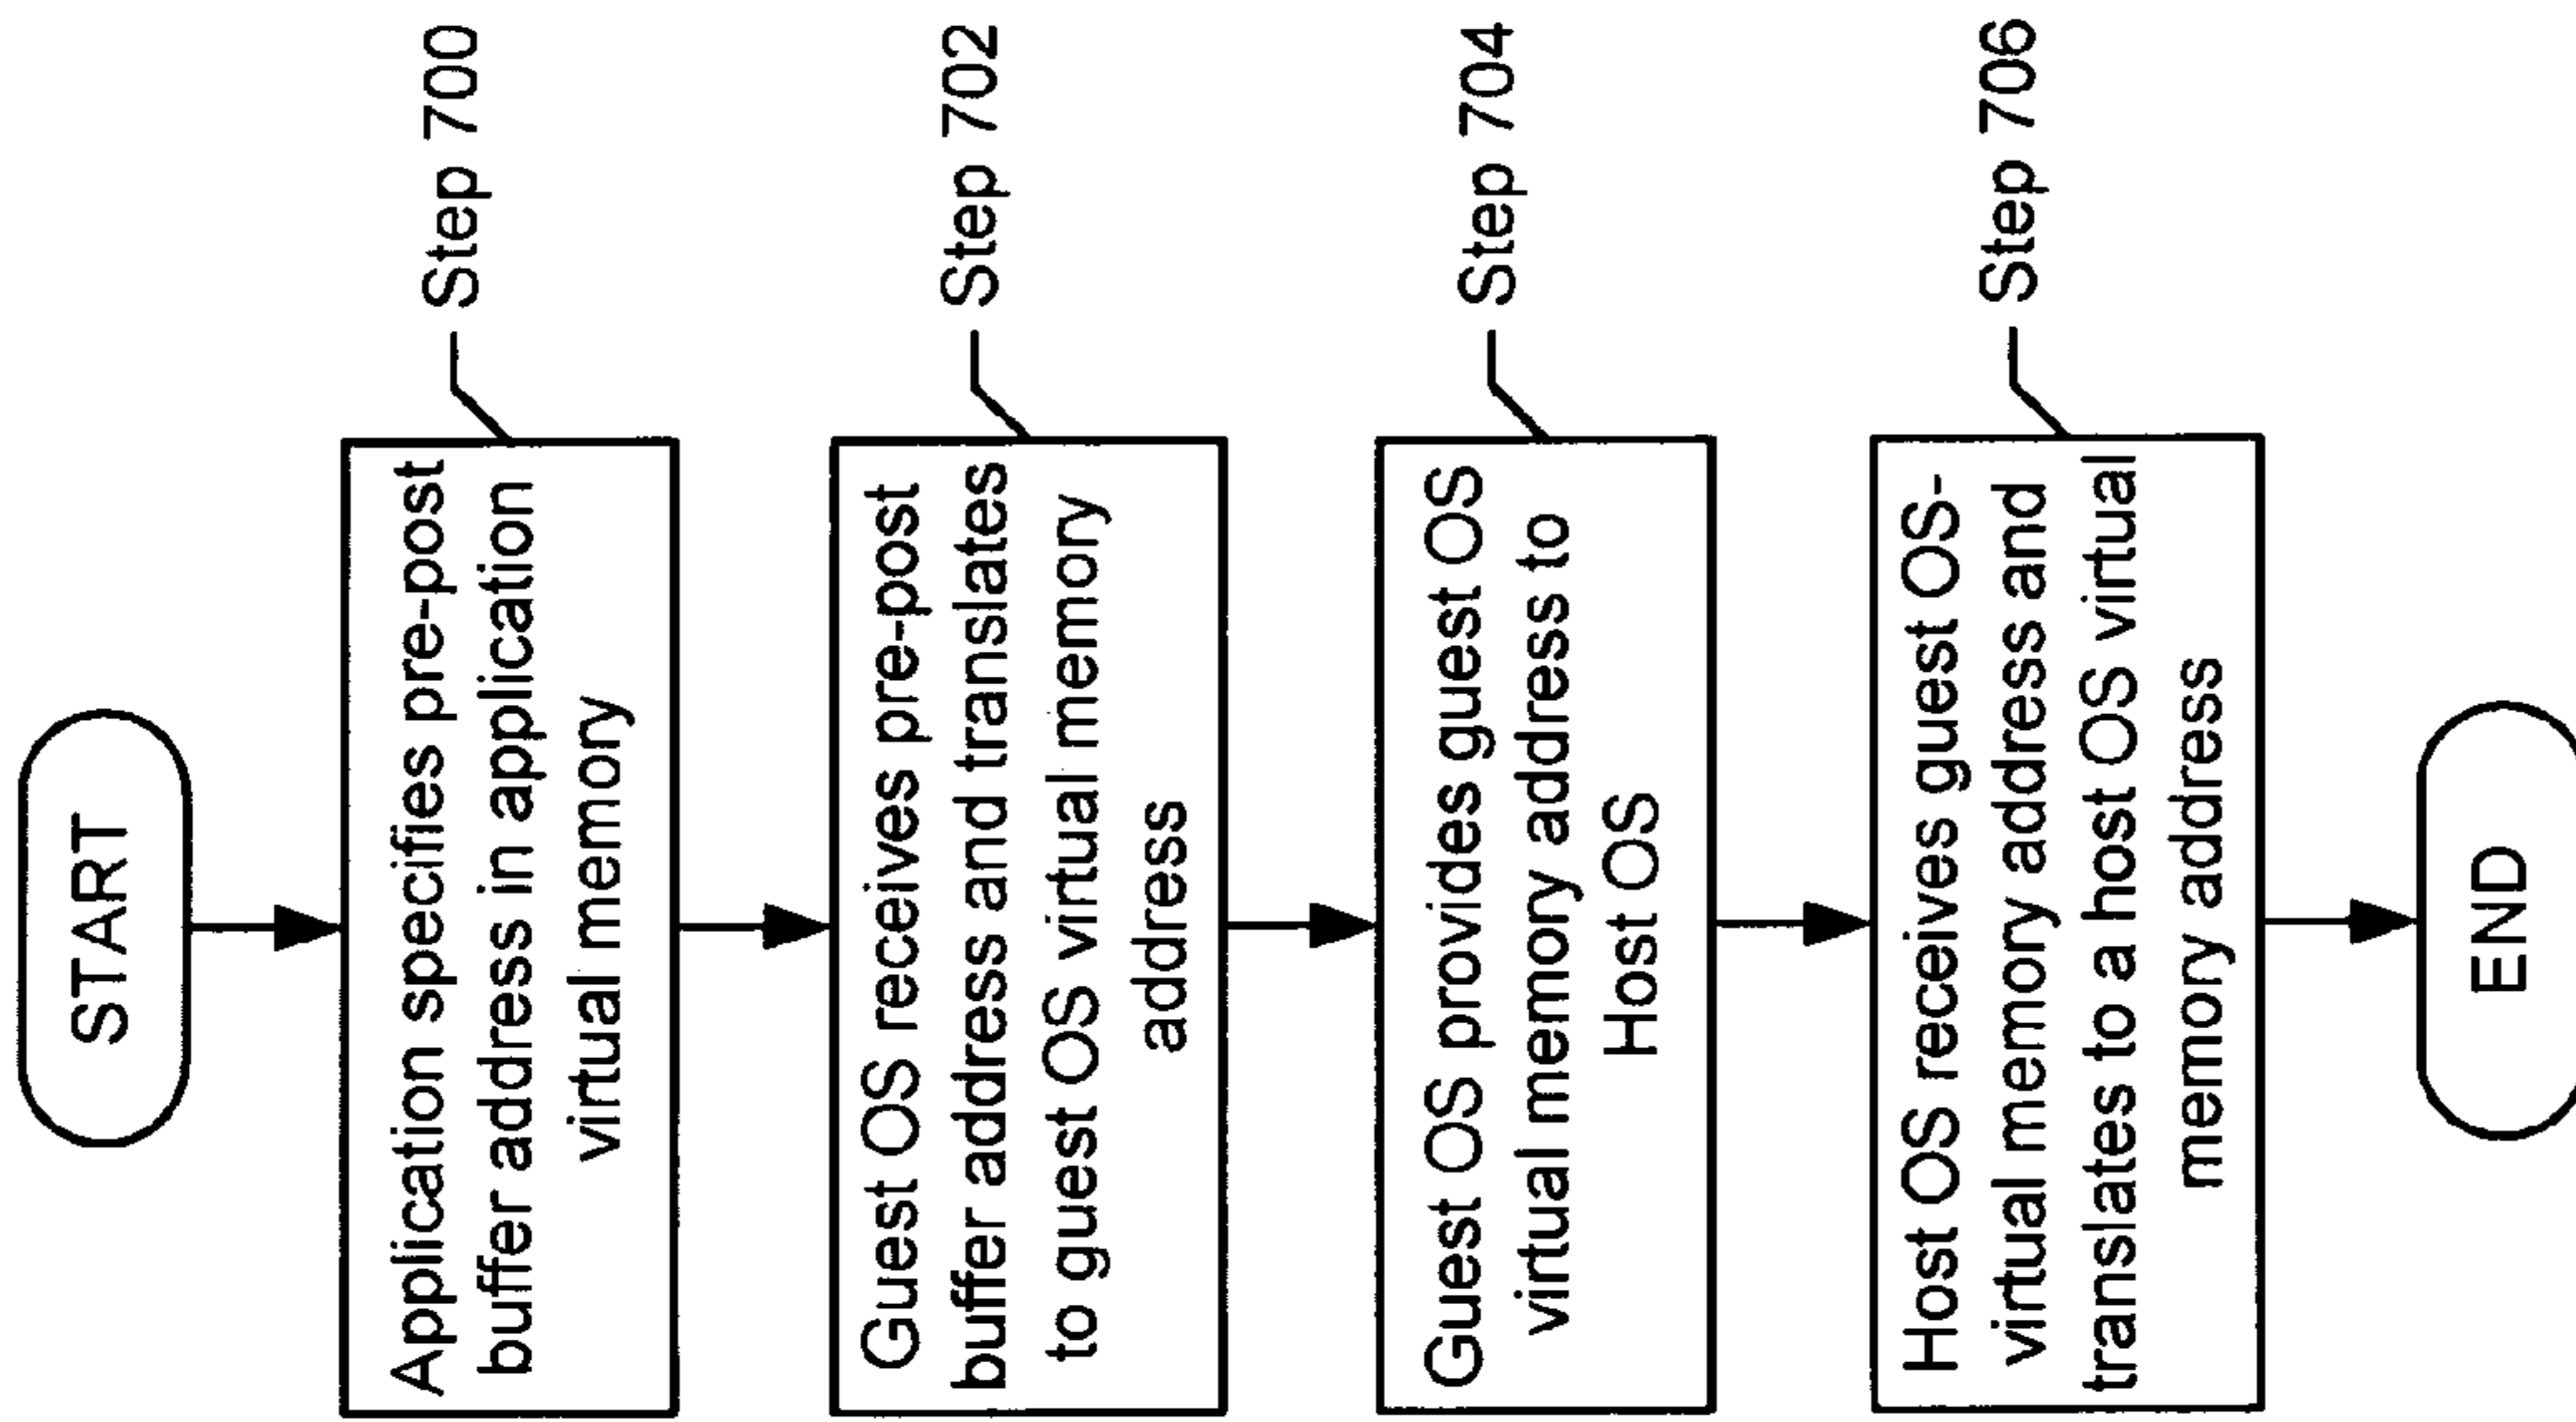 START
Application specifies pre-post
buffer address in application
virtual memory
Step 700
Guest OS receives pre-post
buffer address and translates
to guest OS virtual memory
address
Step 702
Guest OS provides guest OS
virtual memory address to
Host OS
Step 704
Host OS receives guest OS-
virtual memory address and
translates to a host OS virtual
memory address
Step 706
END